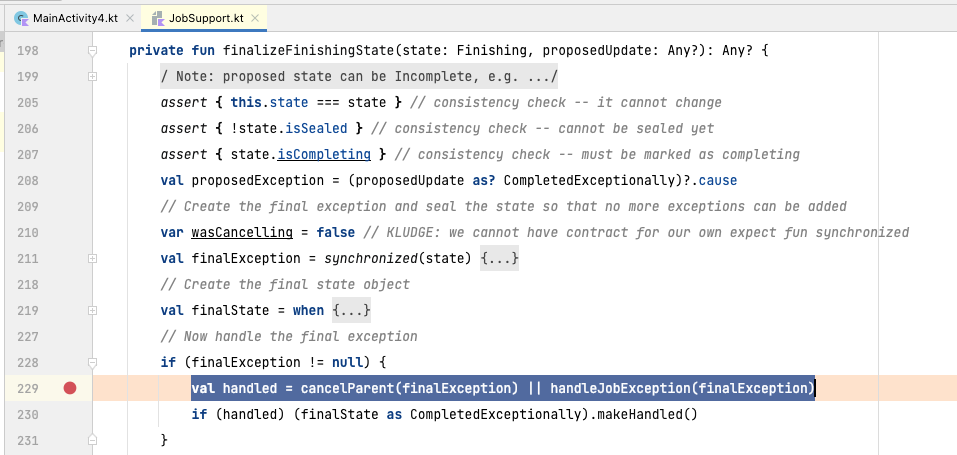 MainActivity4.kt × JobSupport.kt ×
198 private fun finalizeFinishingState(state: Finishing, proposedUpdate: Any?): Any? {
199 / Note: proposed state can be Incomplete, e.g. .../
205 assert { this.state === state } // consistency check -- it cannot change
206 assert { !state.isSealed } // consistency check -- cannot be sealed yet
207 assert { state.isCompleting } // consistency check -- must be marked as completing
208 val proposedException = (proposedUpdate as? CompletedExceptionally)?.cause
209 // Create the final exception and seal the state so that no more exceptions can be added
210 var wasCancelling = false // KLUDGE: we cannot have contract for our own expect fun synchronized
211 val finalException = synchronized(state) {...}
218 // Create the final state object
219 val finalState = when {...}
227 // Now handle the final exception
228 if (finalException != null) {
229 val handled = cancelParent(finalException) || handleJobException(finalException)
230 if (handled) (finalState as CompletedExceptionally).makeHandled()
231 }